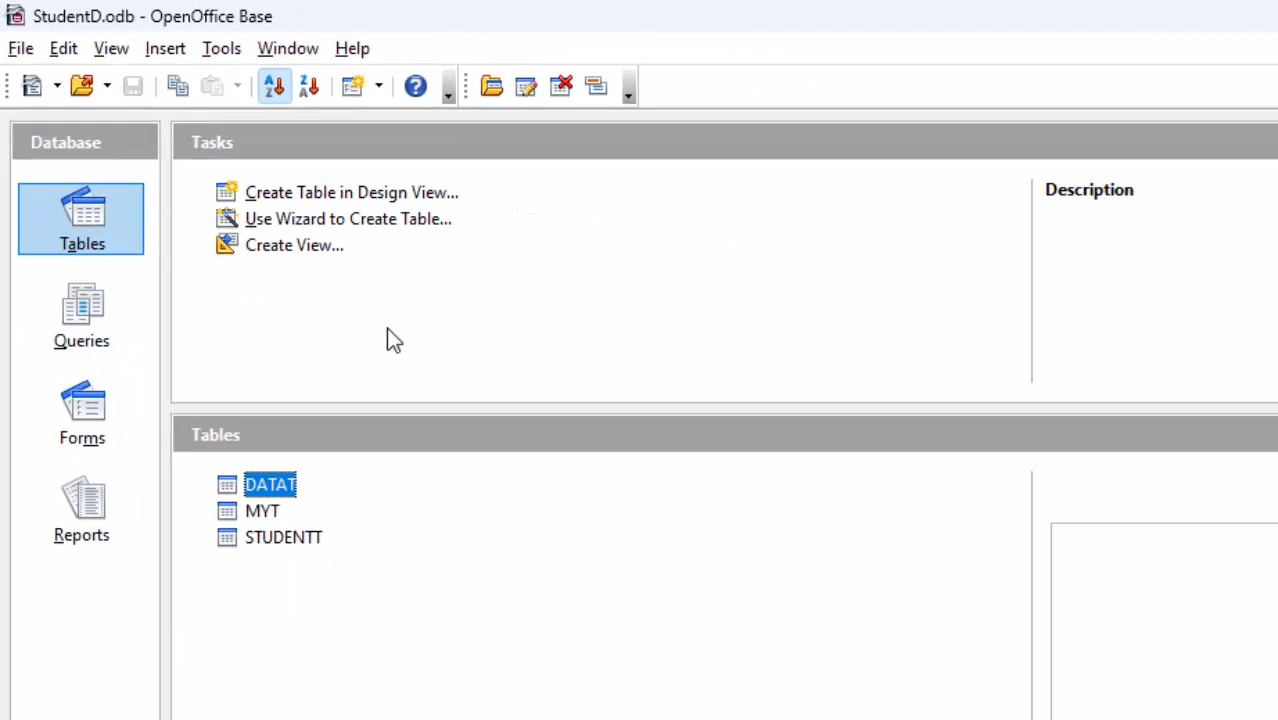 StudentD.odb - OpenOffice Base
File Edit View Insert Tools Window Help
Database
Tables
Queries
Forms
Reports
Tasks
Create Table in Design View...
Use Wizard to Create Table...
Create View...
Description
Tables
DATAT
MYT
STUDENTT